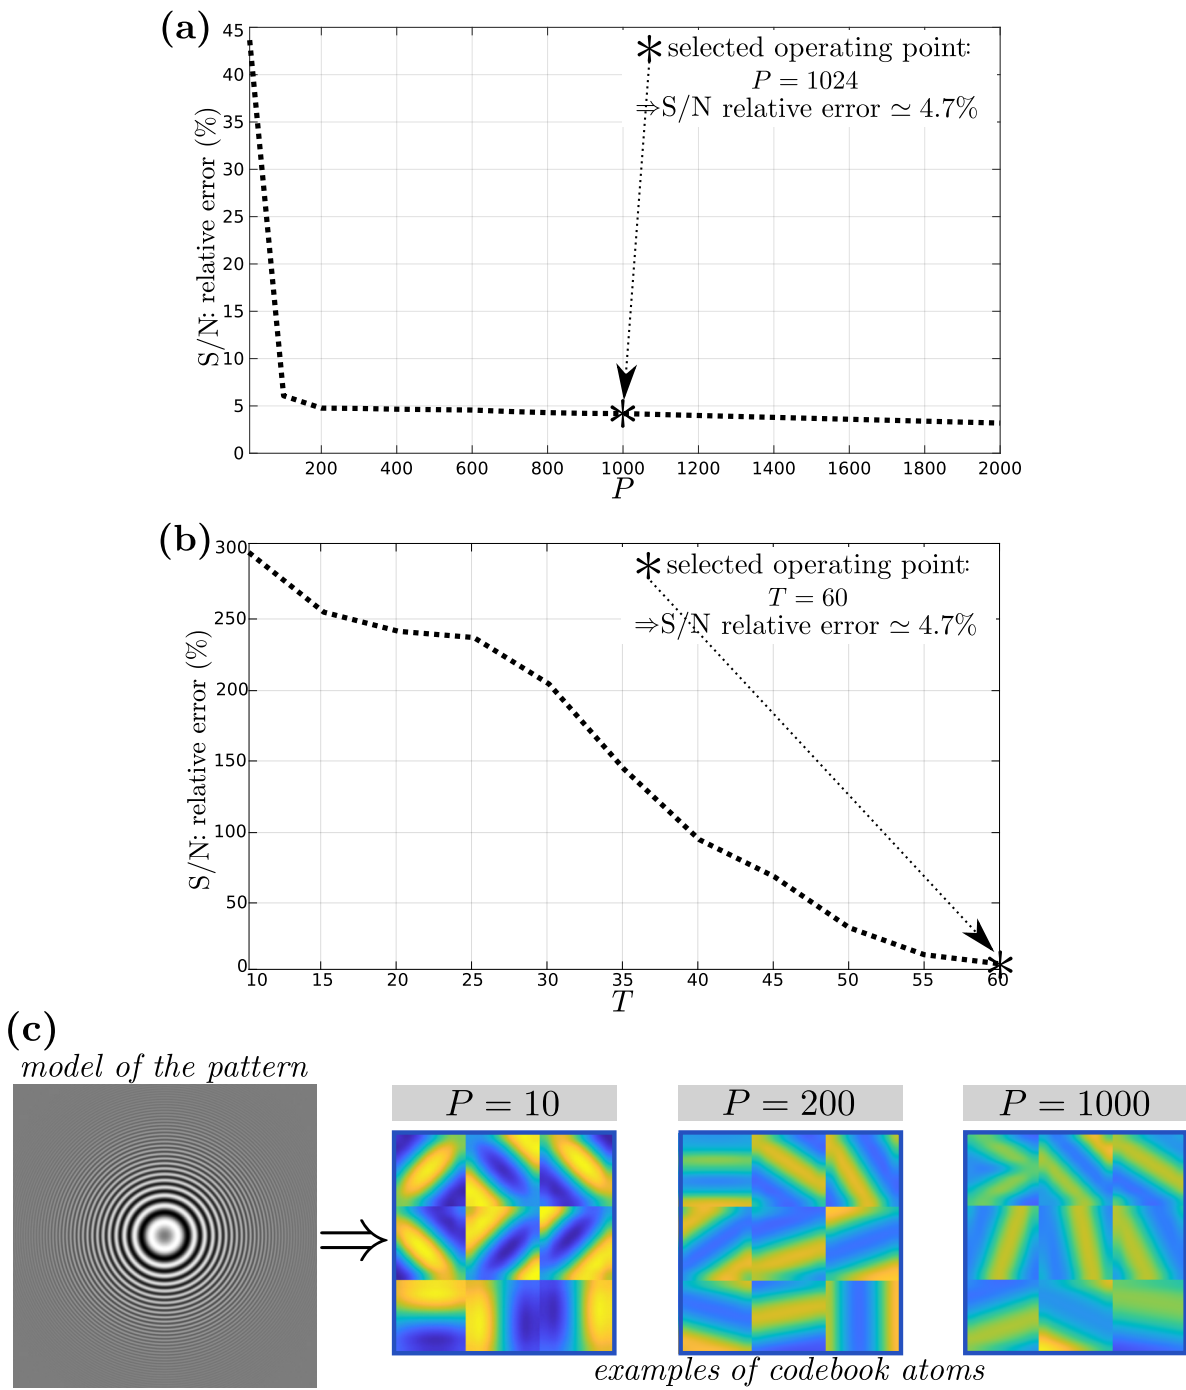 (a)
45
40
35
30
25
20
15
10
5
0
S/N: relative error (%)
selected operating point:
P = 1024
⇒S/N relative error ≃ 4.7%
200 400 600 800 1000 1200 1400 1600 1800 2000
P
(b)
300
250
200
150
100
50
0
S/N: relative error (%)
selected operating point:
T = 60
⇒S/N relative error ≃ 4.7%
10 15 20 25 30 35 40 45 50 55 60
T
(c)
model of the pattern
P = 10
P = 200
P = 1000
examples of codebook atoms